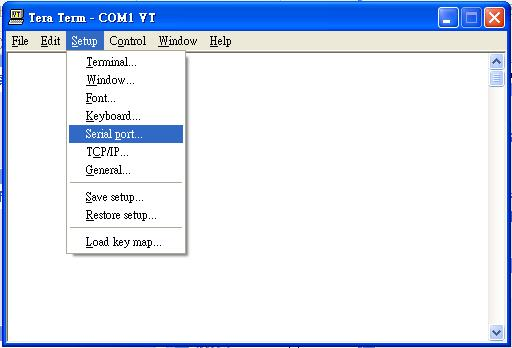 Tera Term - COM1 VT
File Edit Setup Control Window Help
Terminal...
Window...
Font...
Keyboard...
Serial port...
TCP/IP...
General...
Save setup...
Restore setup...
Load key map...